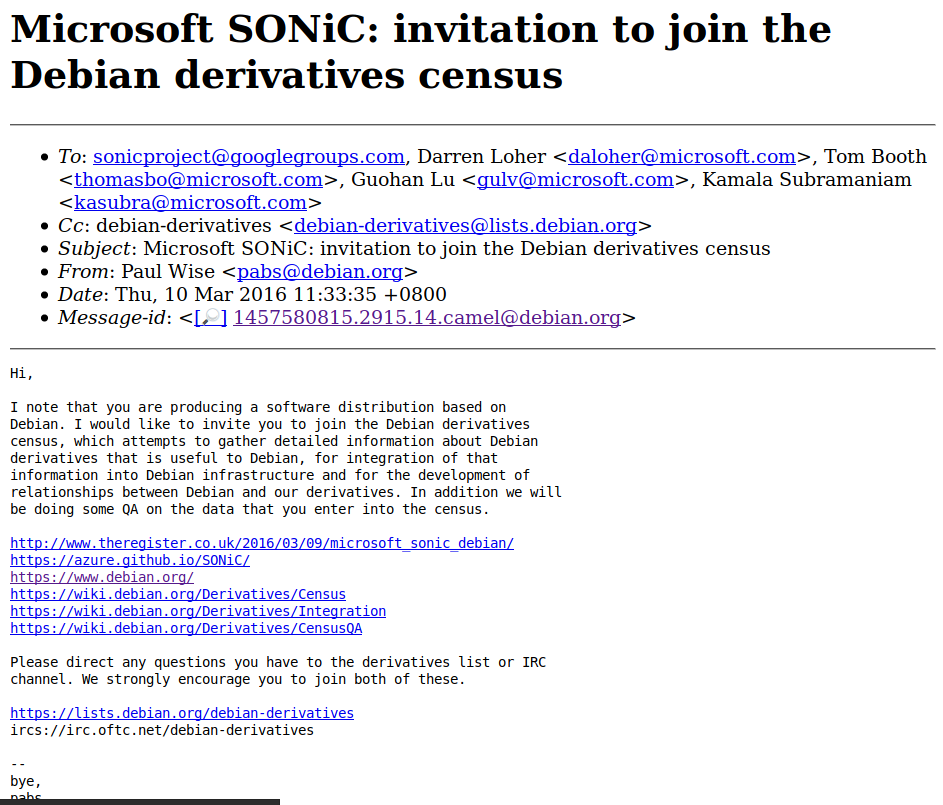 Microsoft SONiC: invitation to join the
Debian derivatives census
To: sonicproject@googlegroups.com, Darren Loher <daloher@microsoft.com>, Tom Booth
<thomasbo@microsoft.com>, Guohan Lu <gulv@microsoft.com>, Kamala Subramaniam
<kasubra@microsoft.com>
Cc: debian-derivatives <debian-derivatives@lists.debian.org>
Subject: Microsoft SONiC: invitation to join the Debian derivatives census
From: Paul Wise <pabs@debian.org>
Date: Thu, 10 Mar 2016 11:33:35 +0800
Message-id: <[🔎] 1457580815.2915.14.camel@debian.org>
Hi,
I note that you are producing a software distribution based on
Debian. I would like to invite you to join the Debian derivatives
census, which attempts to gather detailed information about Debian
derivatives that is useful to Debian, for integration of that
information into Debian infrastructure and for the development of
relationships between Debian and our derivatives. In addition we will
be doing some QA on the data that you enter into the census.
http://www.theregister.co.uk/2016/03/09/microsoft_sonic_debian/
https://azure.github.io/SONiC/
https://www.debian.org/
https://wiki.debian.org/Derivatives/Census
https://wiki.debian.org/Derivatives/Integration
https://wiki.debian.org/Derivatives/CensusQA
Please direct any questions you have to the derivatives list or IRC
channel. We strongly encourage you to join both of these.
https://lists.debian.org/debian-derivatives
ircs://irc.oftc.net/debian-derivatives
--
bye,
pabs